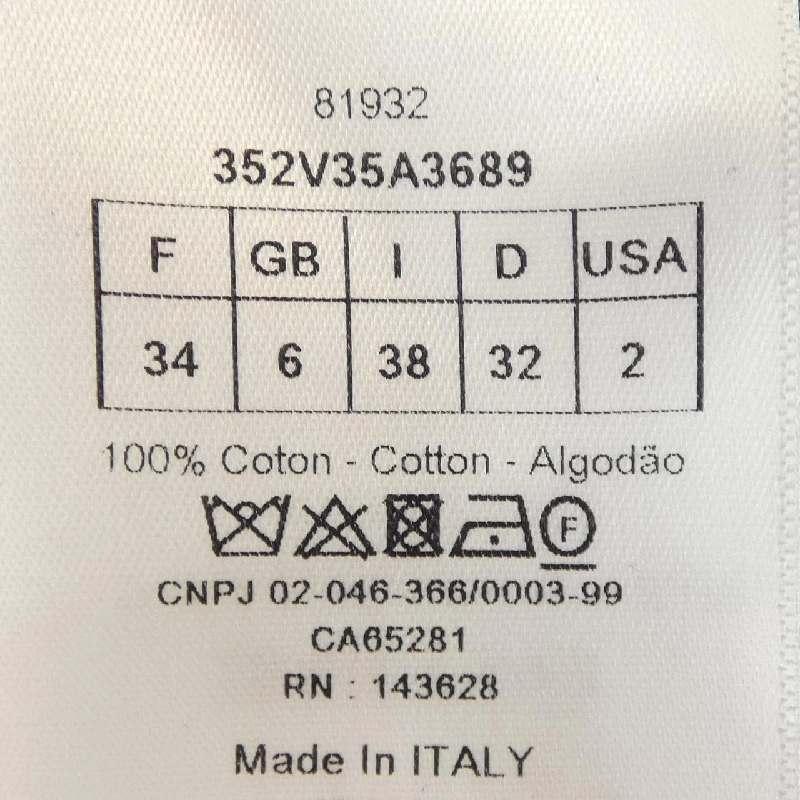 81932
352V35A3689
F GB I D USA
34 6 38 32 2
100% Coton - Cotton - Algodão
F
CNPJ 02-046-366/0003-99
CA65281
RN : 143628
Made In ITALY